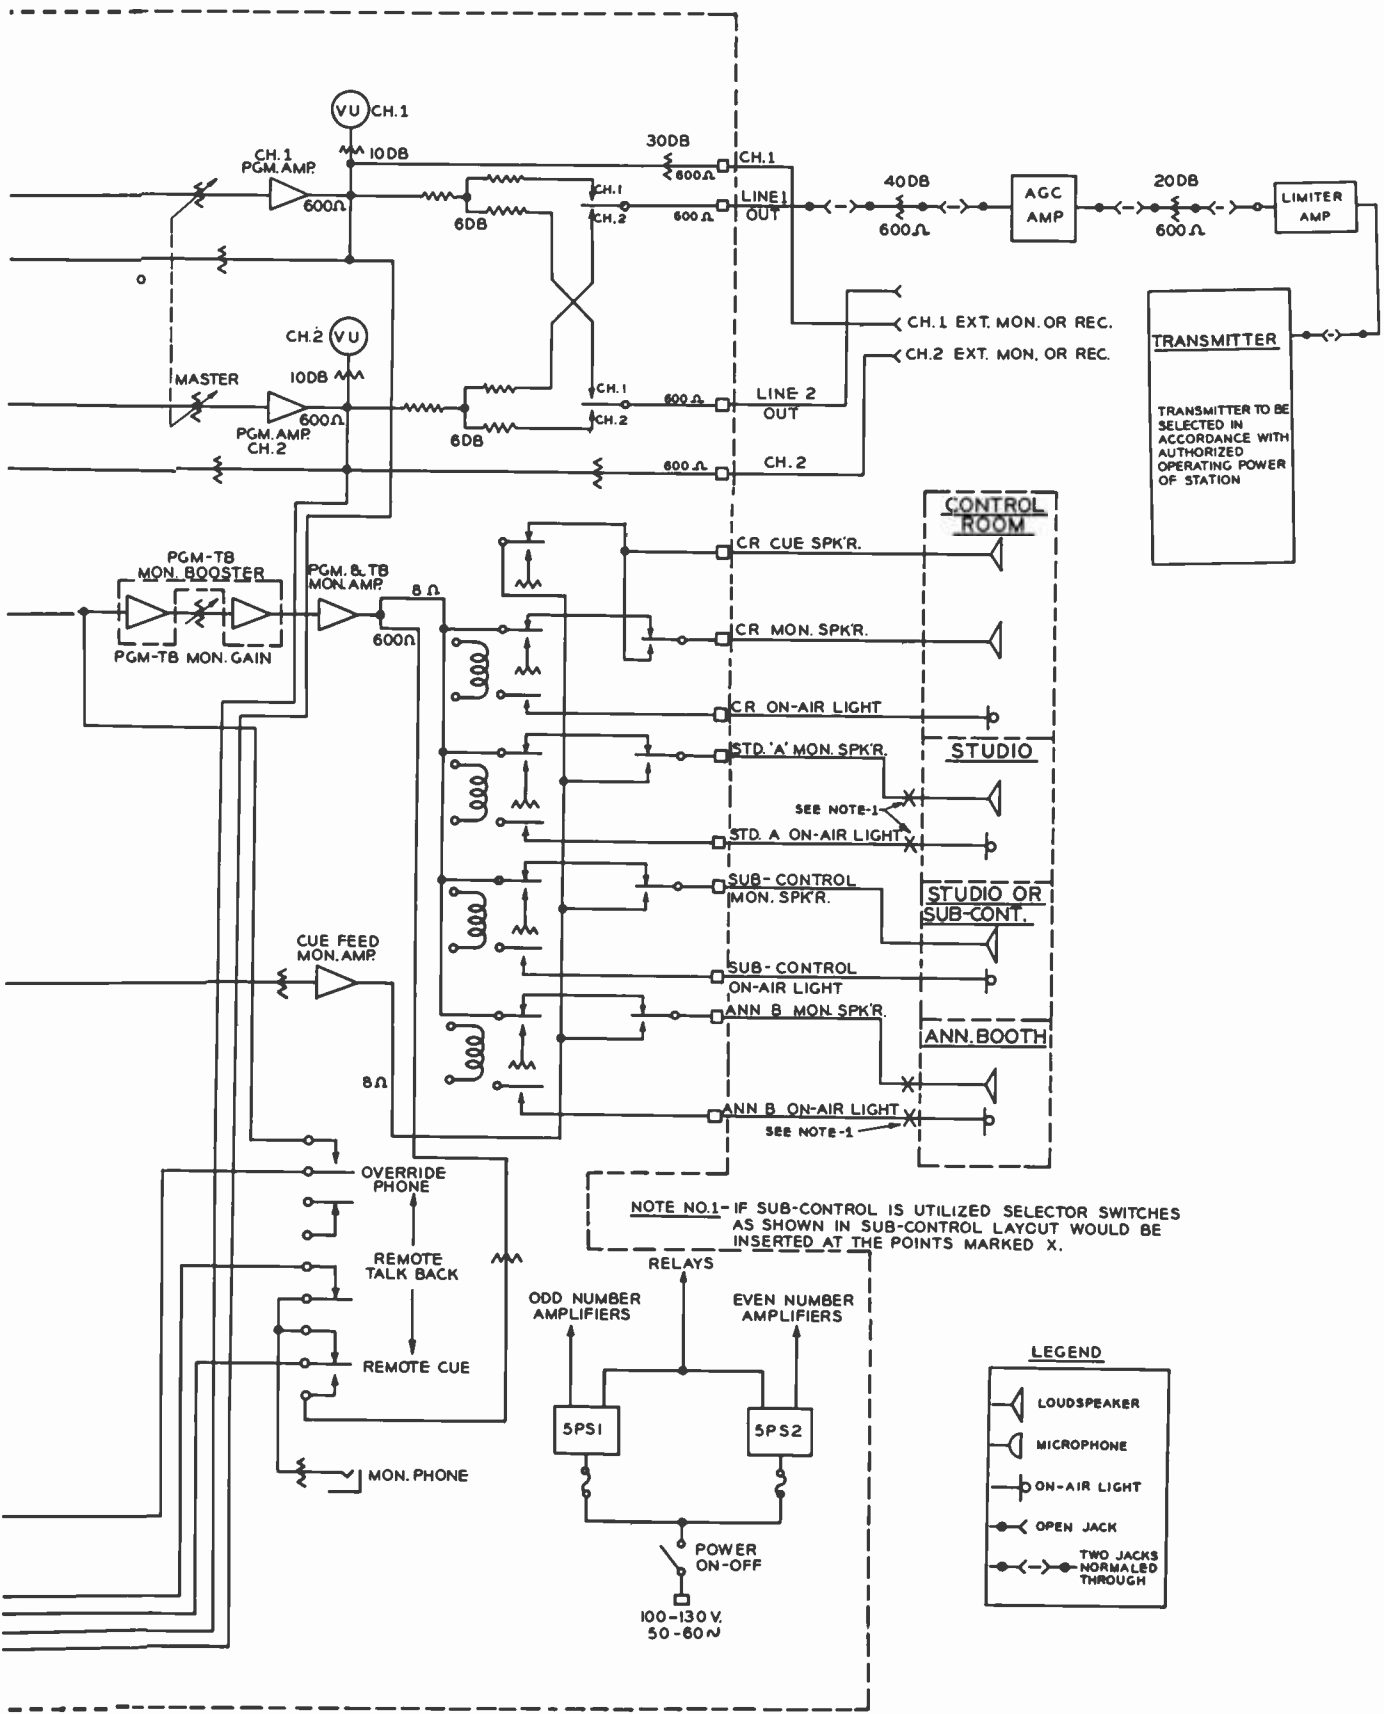 VU CH.1
10DB
CH.1
PGM. AMP.
600Ω
6DB
CH.1
CH.2
30DB
600Ω
CH.1
600Ω
LINE 1
OUT
40DB
600Ω
AGC
AMP
20DB
600Ω
LIMITER
AMP
CH.2 VU
10DB
MASTER
600Ω
PGM. AMP.
CH.2
6DB
CH.1
CH.2
600Ω
LINE 2
OUT
600Ω
CH.2
CH.1 EXT. MON. OR REC.
CH.2 EXT. MON. OR REC.
TRANSMITTER
TRANSMITTER TO BE
SELECTED IN
ACCORDANCE WITH
AUTHORIZED
OPERATING POWER
OF STATION
PGM-TB
MON. BOOSTER
PGM-TB MON. GAIN
PGM. & TB
MON. AMP.
8Ω
600Ω
CONTROL
ROOM
CR CUE SPK'R.
CR MON. SPK'R.
CR ON-AIR LIGHT
STUDIO
STD. 'A' MON. SPK'R.
SEE NOTE-1
STD. A ON-AIR LIGHT
STUDIO OR
SUB-CONT.
SUB-CONTROL
MON. SPK'R.
SUB-CONTROL
ON-AIR LIGHT
ANN. BOOTH
ANN B MON. SPK'R.
ANN B ON-AIR LIGHT
SEE NOTE-1
CUE FEED
MON. AMP.
8Ω
OVERRIDE
PHONE
REMOTE
TALK BACK
REMOTE CUE
MON. PHONE
NOTE NO.1- IF SUB-CONTROL IS UTILIZED SELECTOR SWITCHES
AS SHOWN IN SUB-CONTROL LAYOUT WOULD BE
INSERTED AT THE POINTS MARKED X.
RELAYS
ODD NUMBER
AMPLIFIERS
EVEN NUMBER
AMPLIFIERS
5PS1
5PS2
POWER
ON-OFF
100-130 V.
50-60~
LEGEND
LOUDSPEAKER
MICROPHONE
ON-AIR LIGHT
OPEN JACK
TWO JACKS
NORMALED
THROUGH